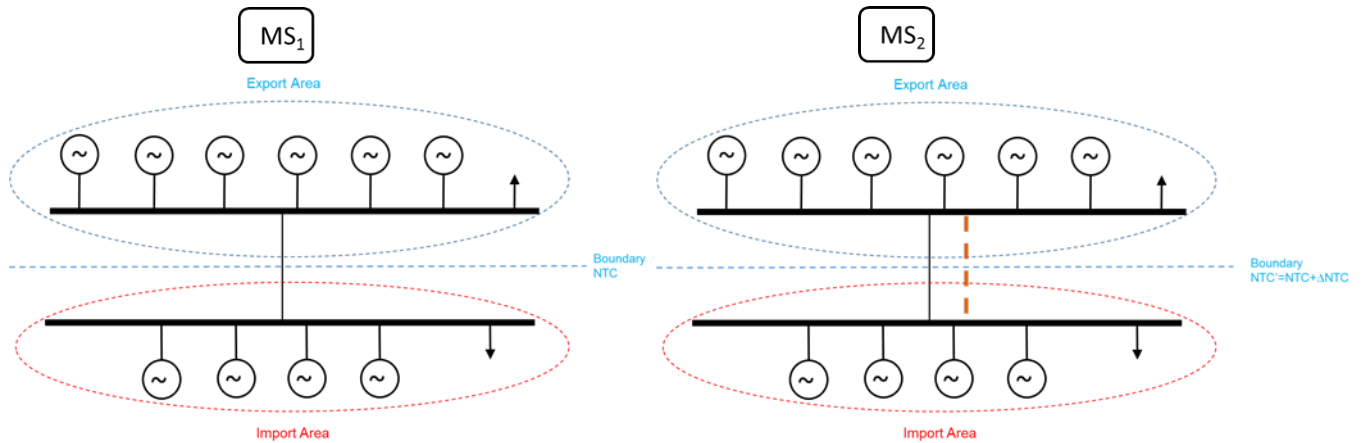 MS₁
Export Area
~ ~ ~ ~ ~ ~
Boundary
NTC
~ ~ ~ ~
Import Area
MS₂
Export Area
~ ~ ~ ~ ~ ~
Boundary
NTC'=NTC+ΔNTC
~ ~ ~ ~
Import Area